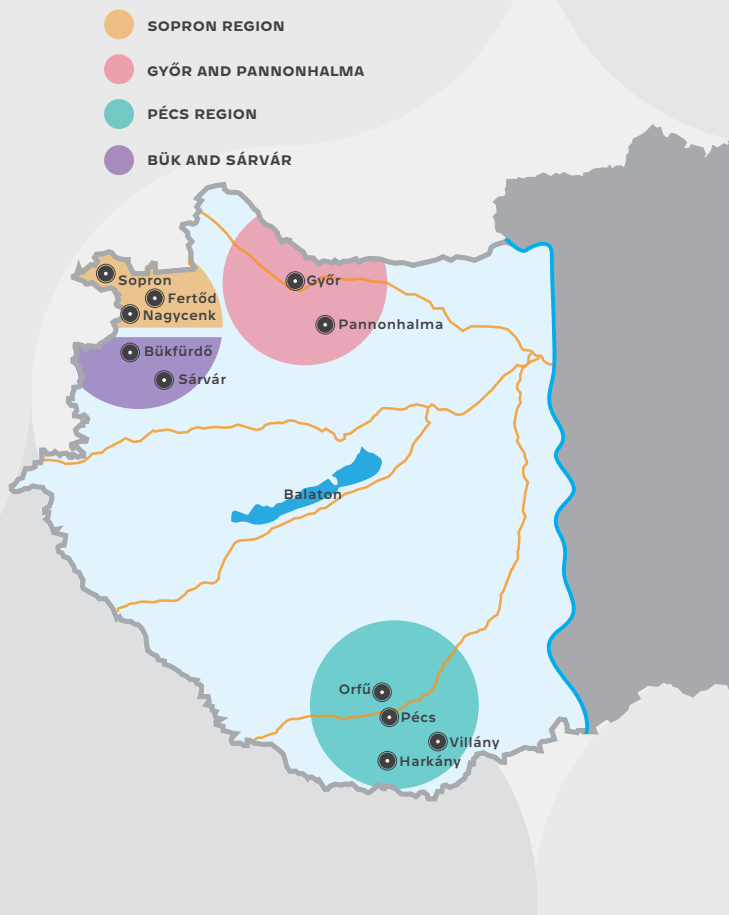 SOPRON REGION
GYŐR AND PANNONHALMA
PÉCS REGION
BÜK AND SÁRVÁR
Sopron
Győr
Fertőd
Nagycenk
Pannonhalma
Bükfürdő
Sárvár
Balaton
Orfű
Pécs
Villány
Harkány